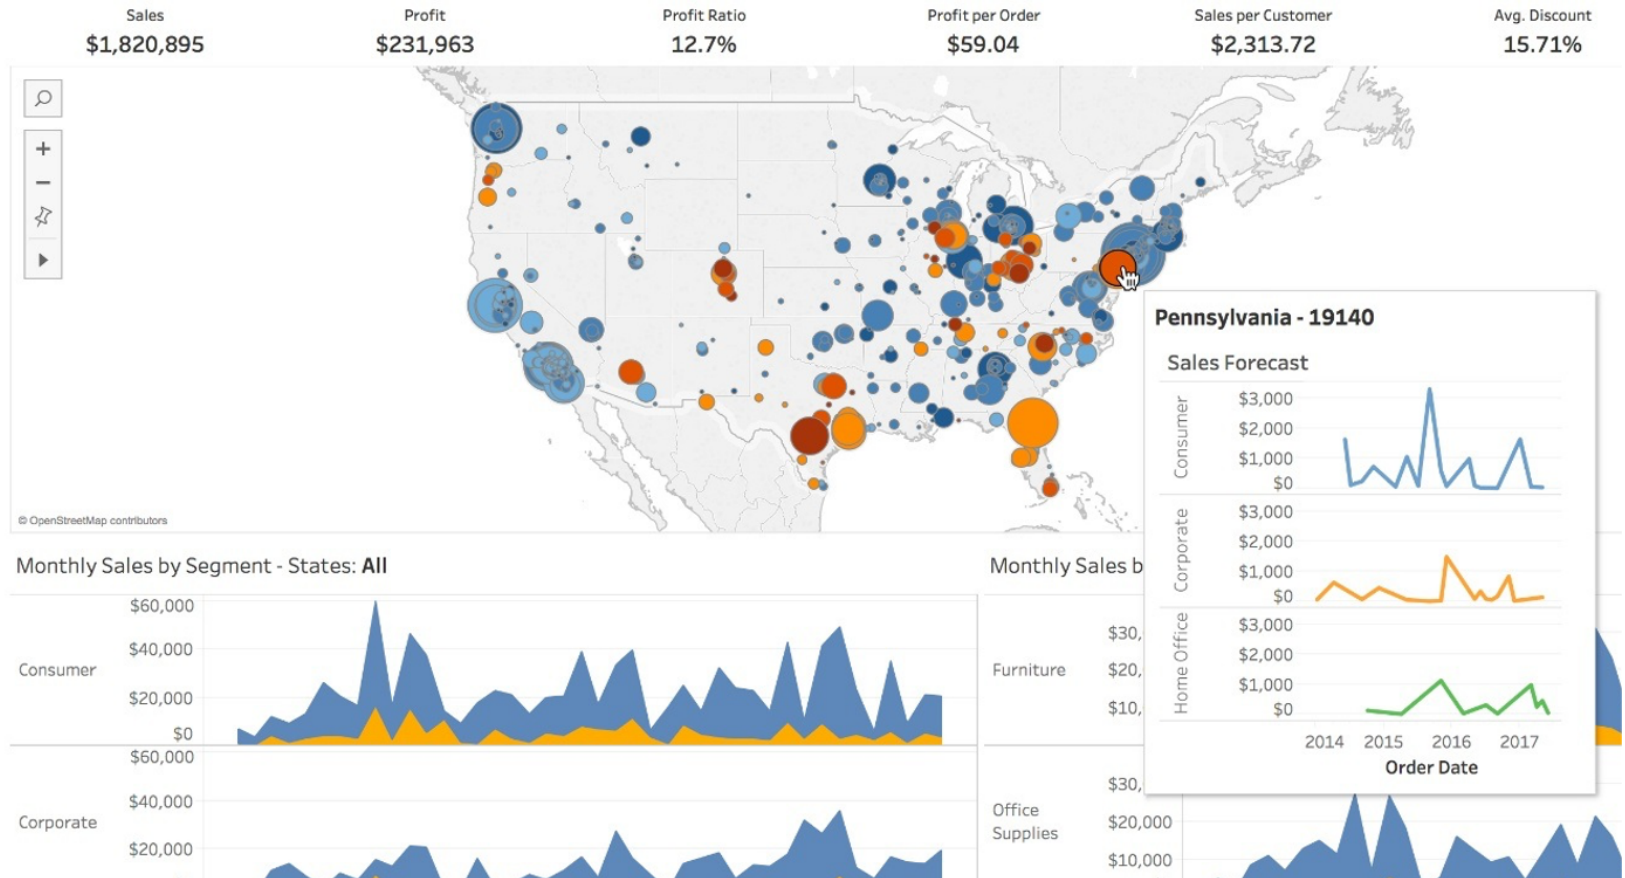 Sales Profit Profit Ratio Profit per Order Sales per Customer Avg. Discount
$1,820,895 $231,963 12.7% $59.04 $2,313.72 15.71%
Pennsylvania - 19140
Sales Forecast
Consumer
$3,000
$2,000
$1,000
$0
Corporate
$3,000
$2,000
$1,000
$0
Home Office
$3,000
$2,000
$1,000
$0
2014 2015 2016 2017
Order Date
© OpenStreetMap contributors
Monthly Sales by Segment - States: All
Consumer
$60,000
$40,000
$20,000
$0
Corporate
$60,000
$40,000
$20,000
Monthly Sales b
Furniture
$30,
$20,
$10,
Office
Supplies
$30,
$20,000
$10,000